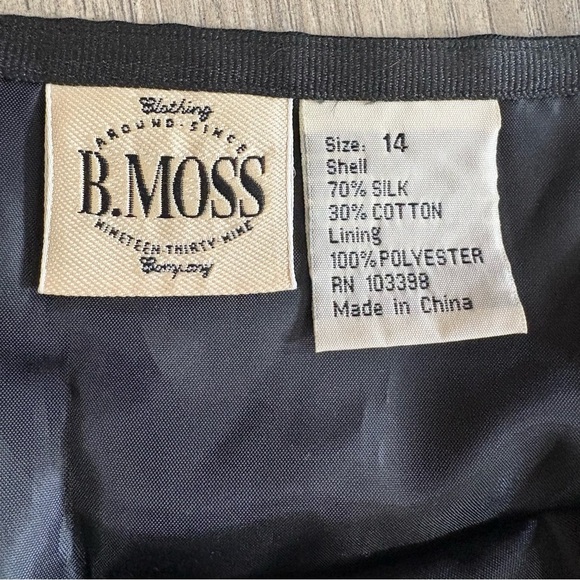 Clothing
AROUND·SINCE
B.MOSS
NINETEEN·THIRTY·NINE
Company
Size: 14
Shell
70% SILK
30% COTTON
Lining
100% POLYESTER
RN 103398
Made in China